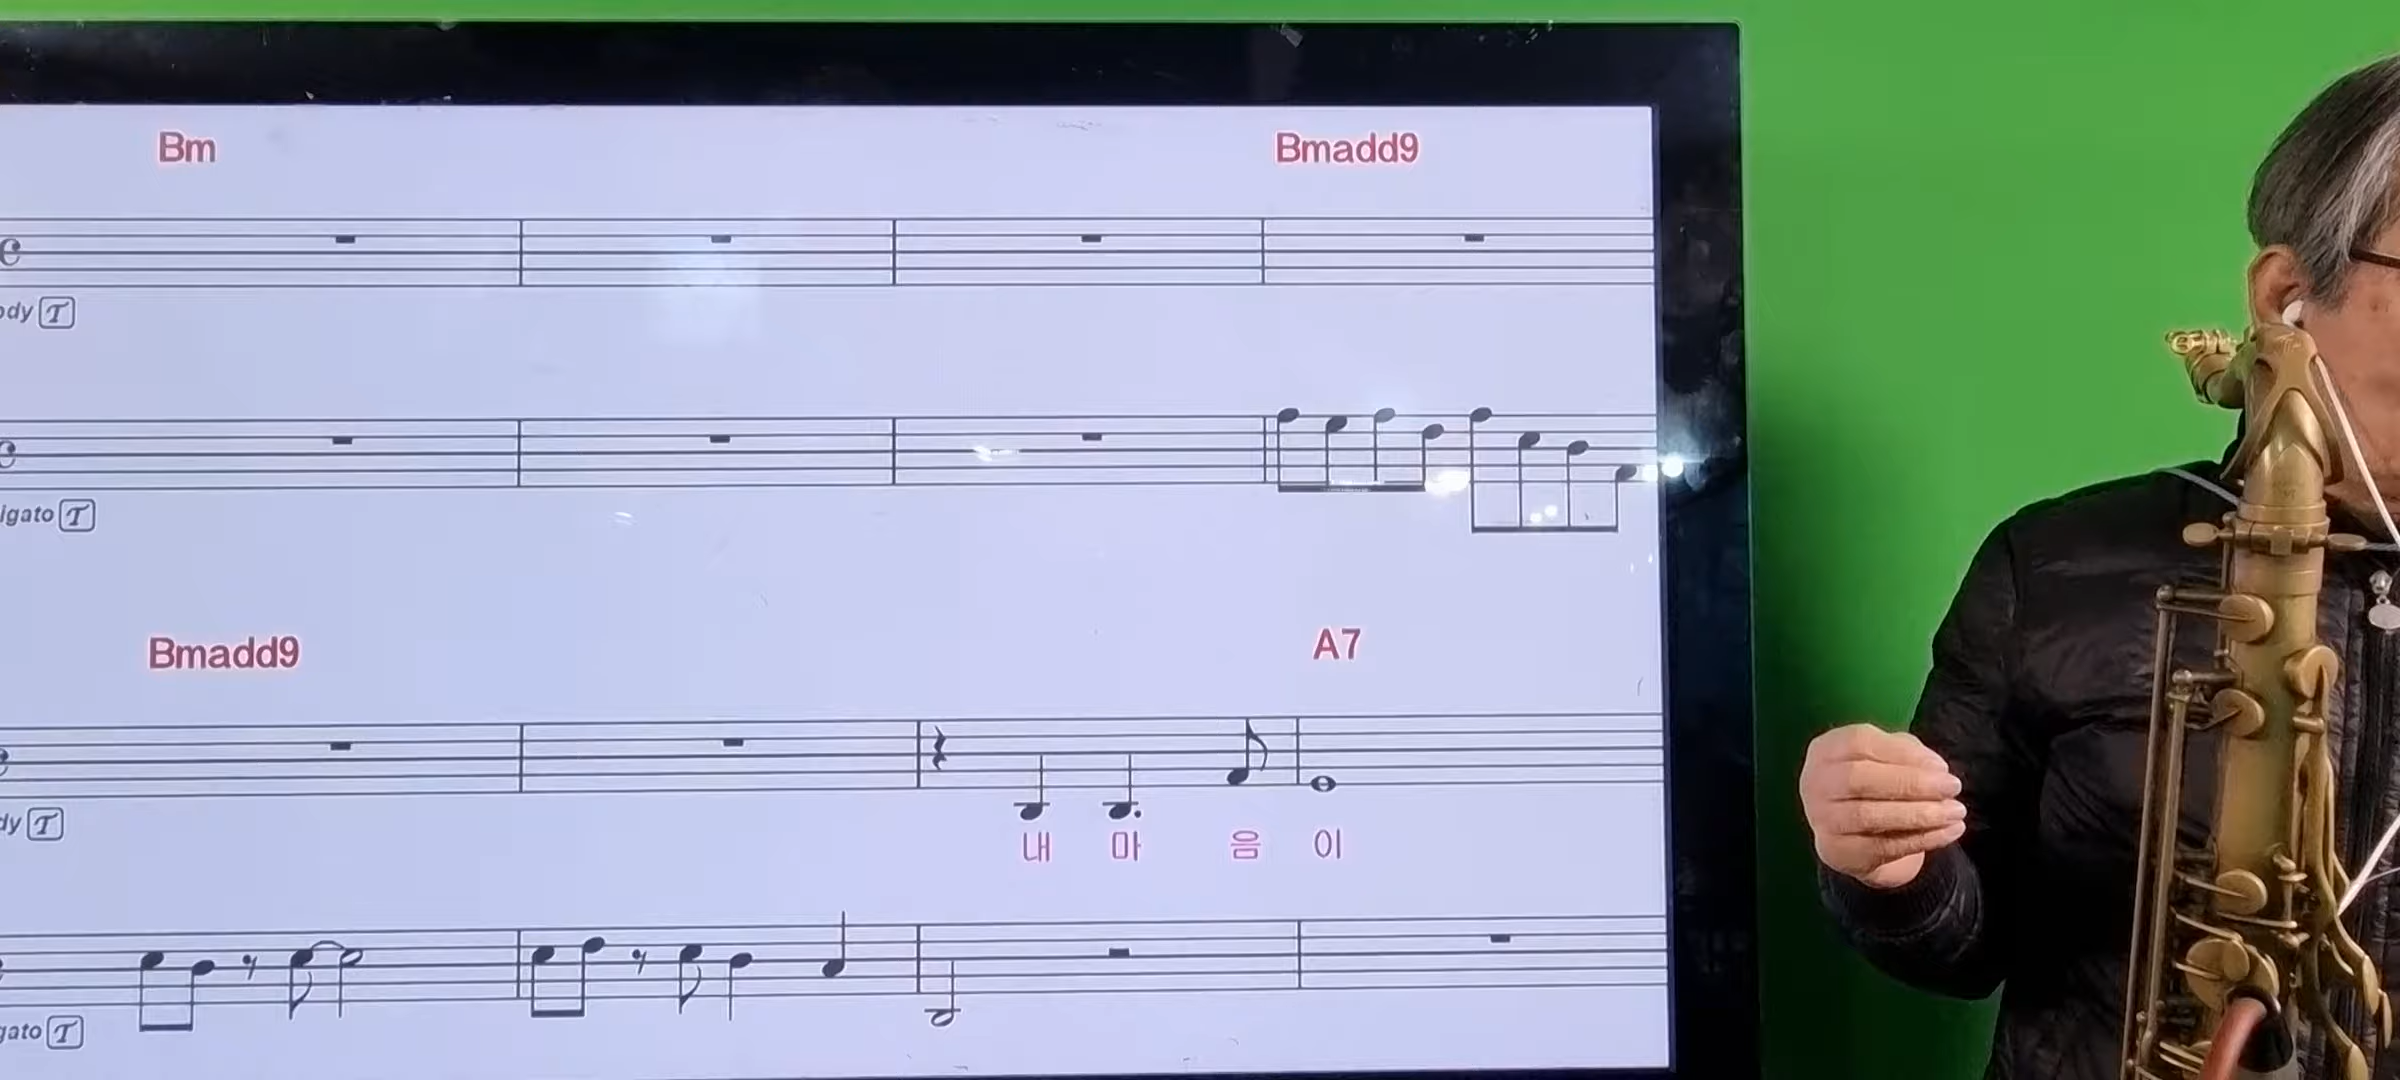 Bm Bmadd9
ody T
igato T
Bmadd9 A7
dy T
내 마 음 이
gato T